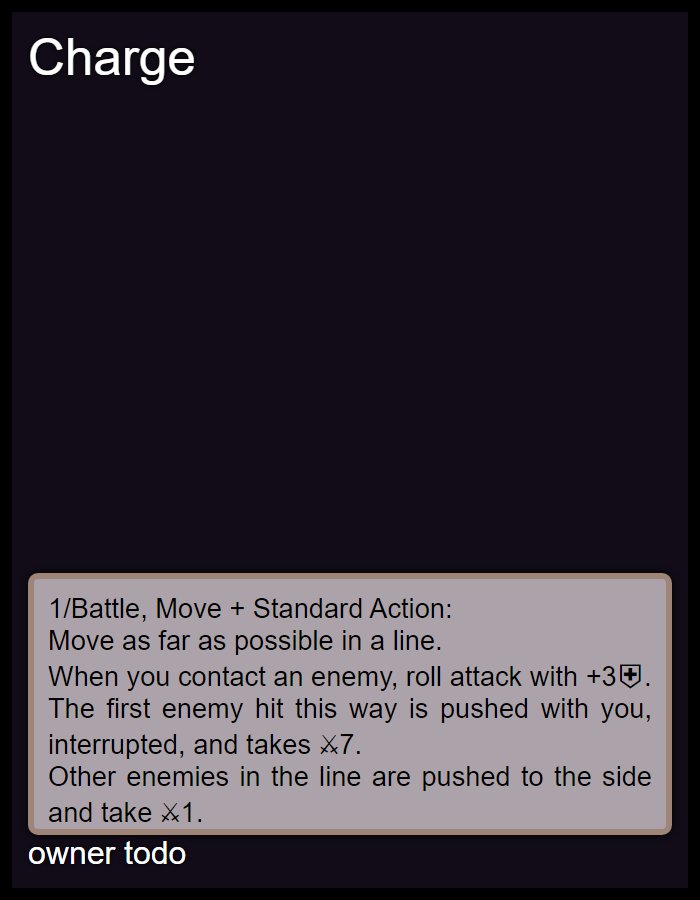 Charge
1/Battle, Move + Standard Action:
Move as far as possible in a line.
When you contact an enemy, roll attack with +3⛨.
The first enemy hit this way is pushed with you,
interrupted, and takes ⚔7.
Other enemies in the line are pushed to the side
and take ⚔1.
owner todo